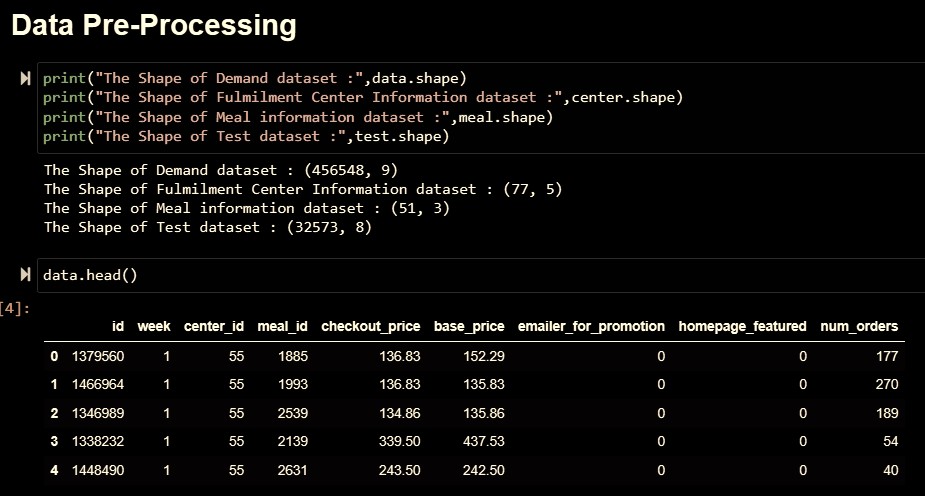 Data Pre-Processing
print("The Shape of Demand dataset :",data.shape)
print("The Shape of Fulmilment Center Information dataset :",center.shape)
print("The Shape of Meal information dataset :",meal.shape)
print("The Shape of Test dataset :",test.shape)
The Shape of Demand dataset : (456548, 9)
The Shape of Fulmilment Center Information dataset : (77, 5)
The Shape of Meal information dataset : (51, 3)
The Shape of Test dataset : (32573, 8)
data.head()
[4]:
id week center_id meal_id checkout_price base_price emailer_for_promotion homepage_featured num_orders
0 1379560 1 55 1885 136.83 152.29 0 0 177
1 1466964 1 55 1993 136.83 135.83 0 0 270
2 1346989 1 55 2539 134.86 135.86 0 0 189
3 1338232 1 55 2139 339.50 437.53 0 0 54
4 1448490 1 55 2631 243.50 242.50 0 0 40